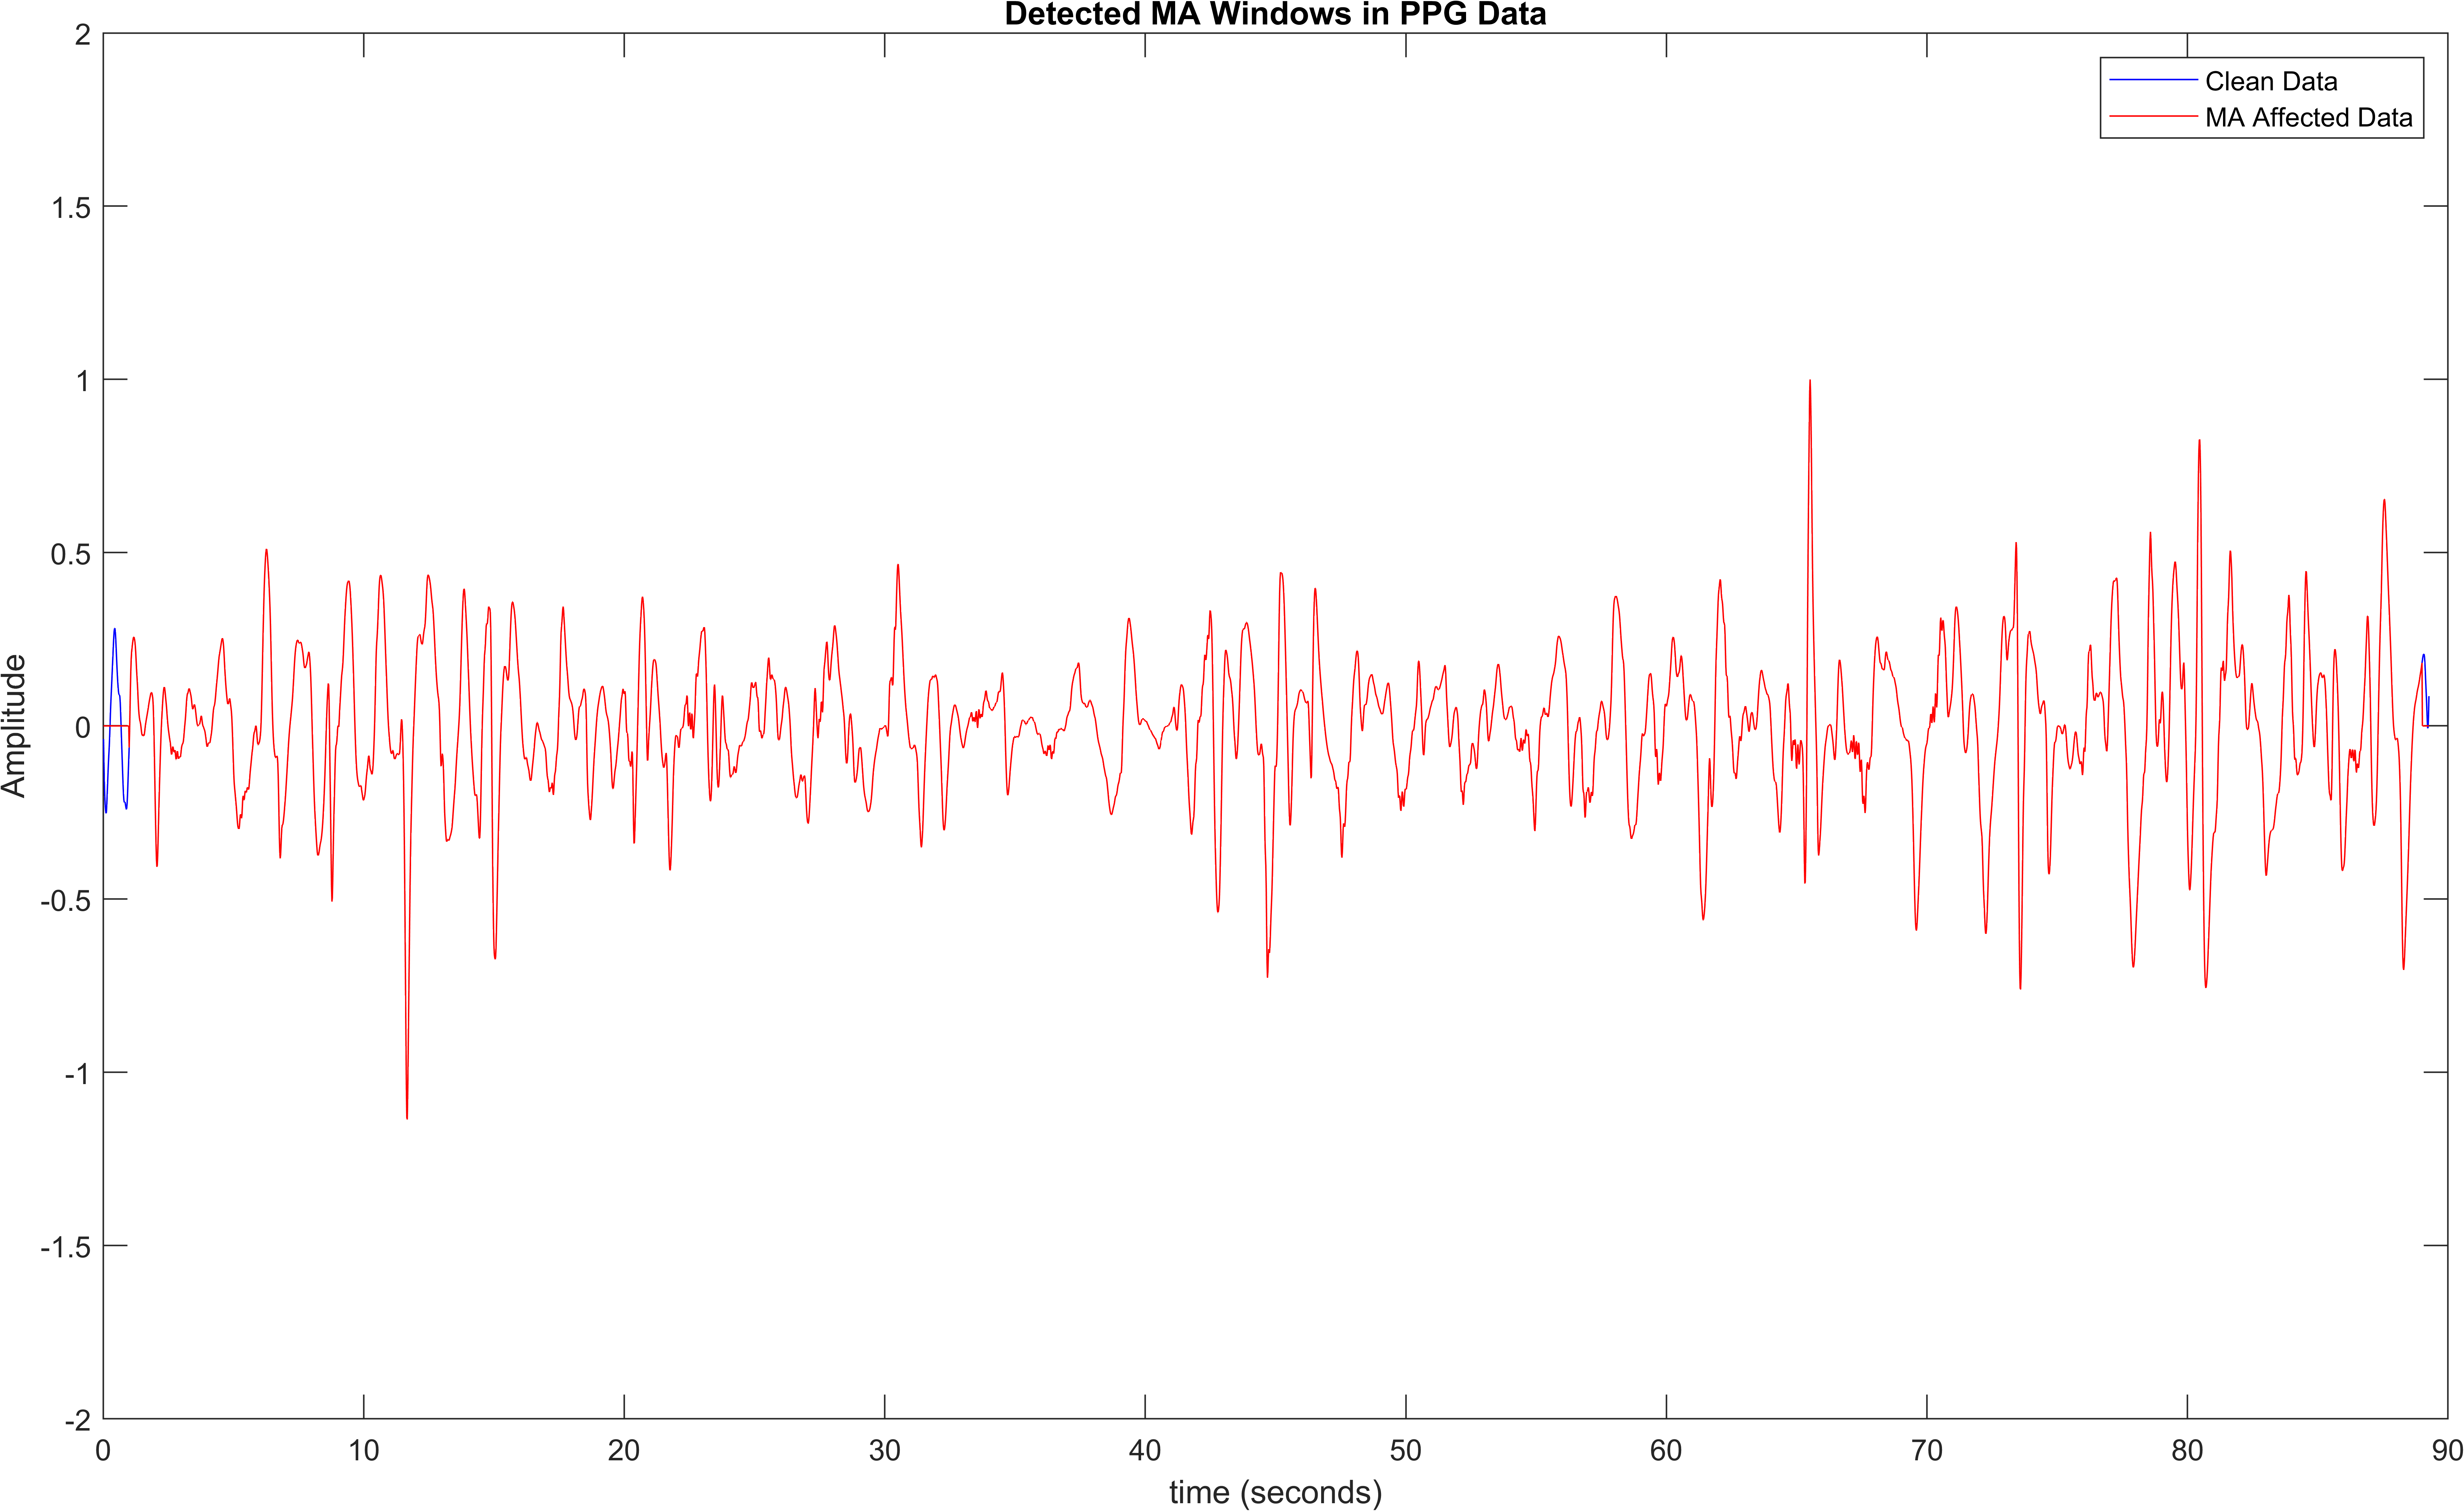 Detected MA Windows in PPG Data
Clean Data
MA Affected Data
2
1.5
1
0.5
0
-0.5
-1
-1.5
-2
Amplitude
0 10 20 30 40 50 60 70 80 90
time (seconds)